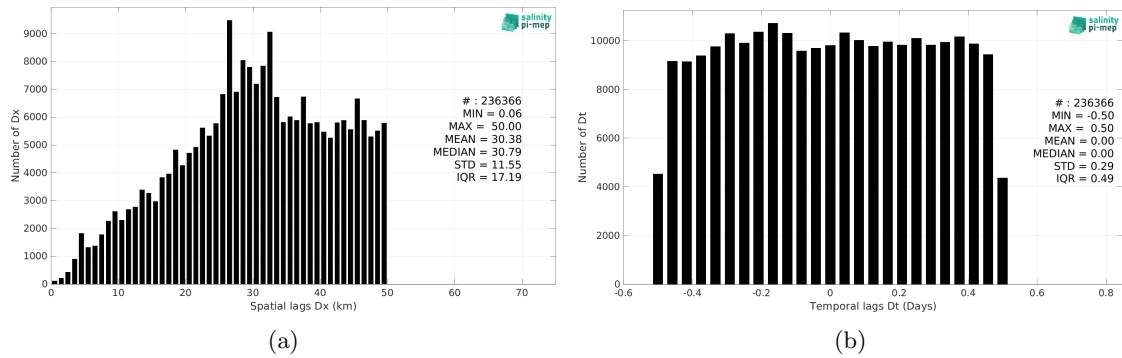 9000
8000
7000
6000
5000
4000
3000
2000
1000
0
Number of Dx
salinity
pi-mep
# : 236366
MIN = 0.06
MAX = 50.00
MEAN = 30.38
MEDIAN = 30.79
STD = 11.55
IQR = 17.19
0 10 20 30 40 50 60 70
Spatial lags Dx (km)
(a)
10000
8000
6000
4000
2000
0
Number of Dt
salinity
pi-mep
# : 236366
MIN = -0.50
MAX = 0.50
MEAN = 0.00
MEDIAN = 0.00
STD = 0.29
IQR = 0.49
-0.6 -0.4 -0.2 0 0.2 0.4 0.6 0.8
Temporal lags Dt (Days)
(b)